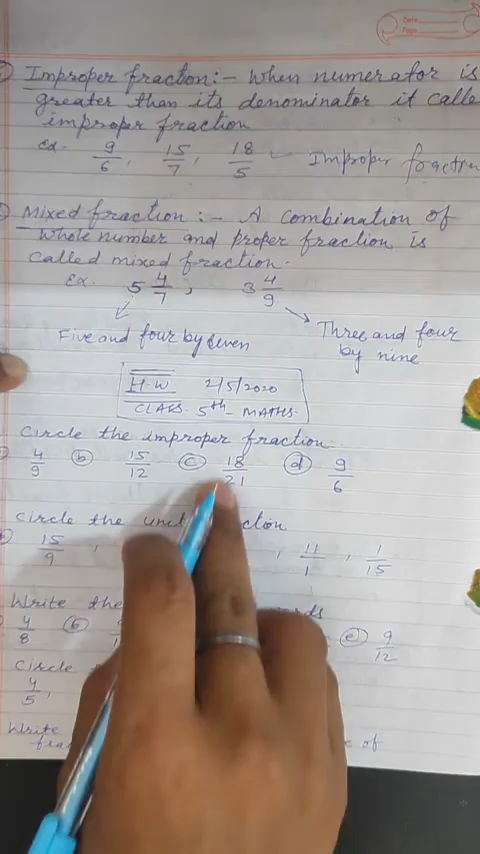 Date
Page
Improper fraction:- When numerator is
greater than its denominator it calle
improper fraction
Ex. 9/6, 15/7, 18/5 - Improper fraction
Mixed fraction:- A combination of
whole number and proper fraction is
called mixed fraction.
Ex. 5 4/7, 3 4/9
Five and four by seven
Three and four
by nine
H.W 2/5/2020
CLASS 5th MATHS.
Circle the improper fraction.
4/9 (b) 15/12 (c) 18/21 (d) 9/6
Circle the
15/9, , 11/1, 1/15
Write the
4/8 (b) (e) 9/12
Circle
4/5,
Write
of